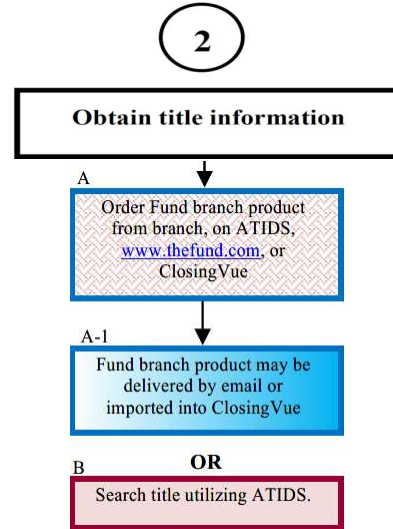 2
Obtain title information
A
Order Fund branch product
from branch, on ATIDS,
www.thefund.com, or
ClosingVue
A-1
Fund branch product may be
delivered by email or
imported into ClosingVue
OR
B
Search title utilizing ATIDS.